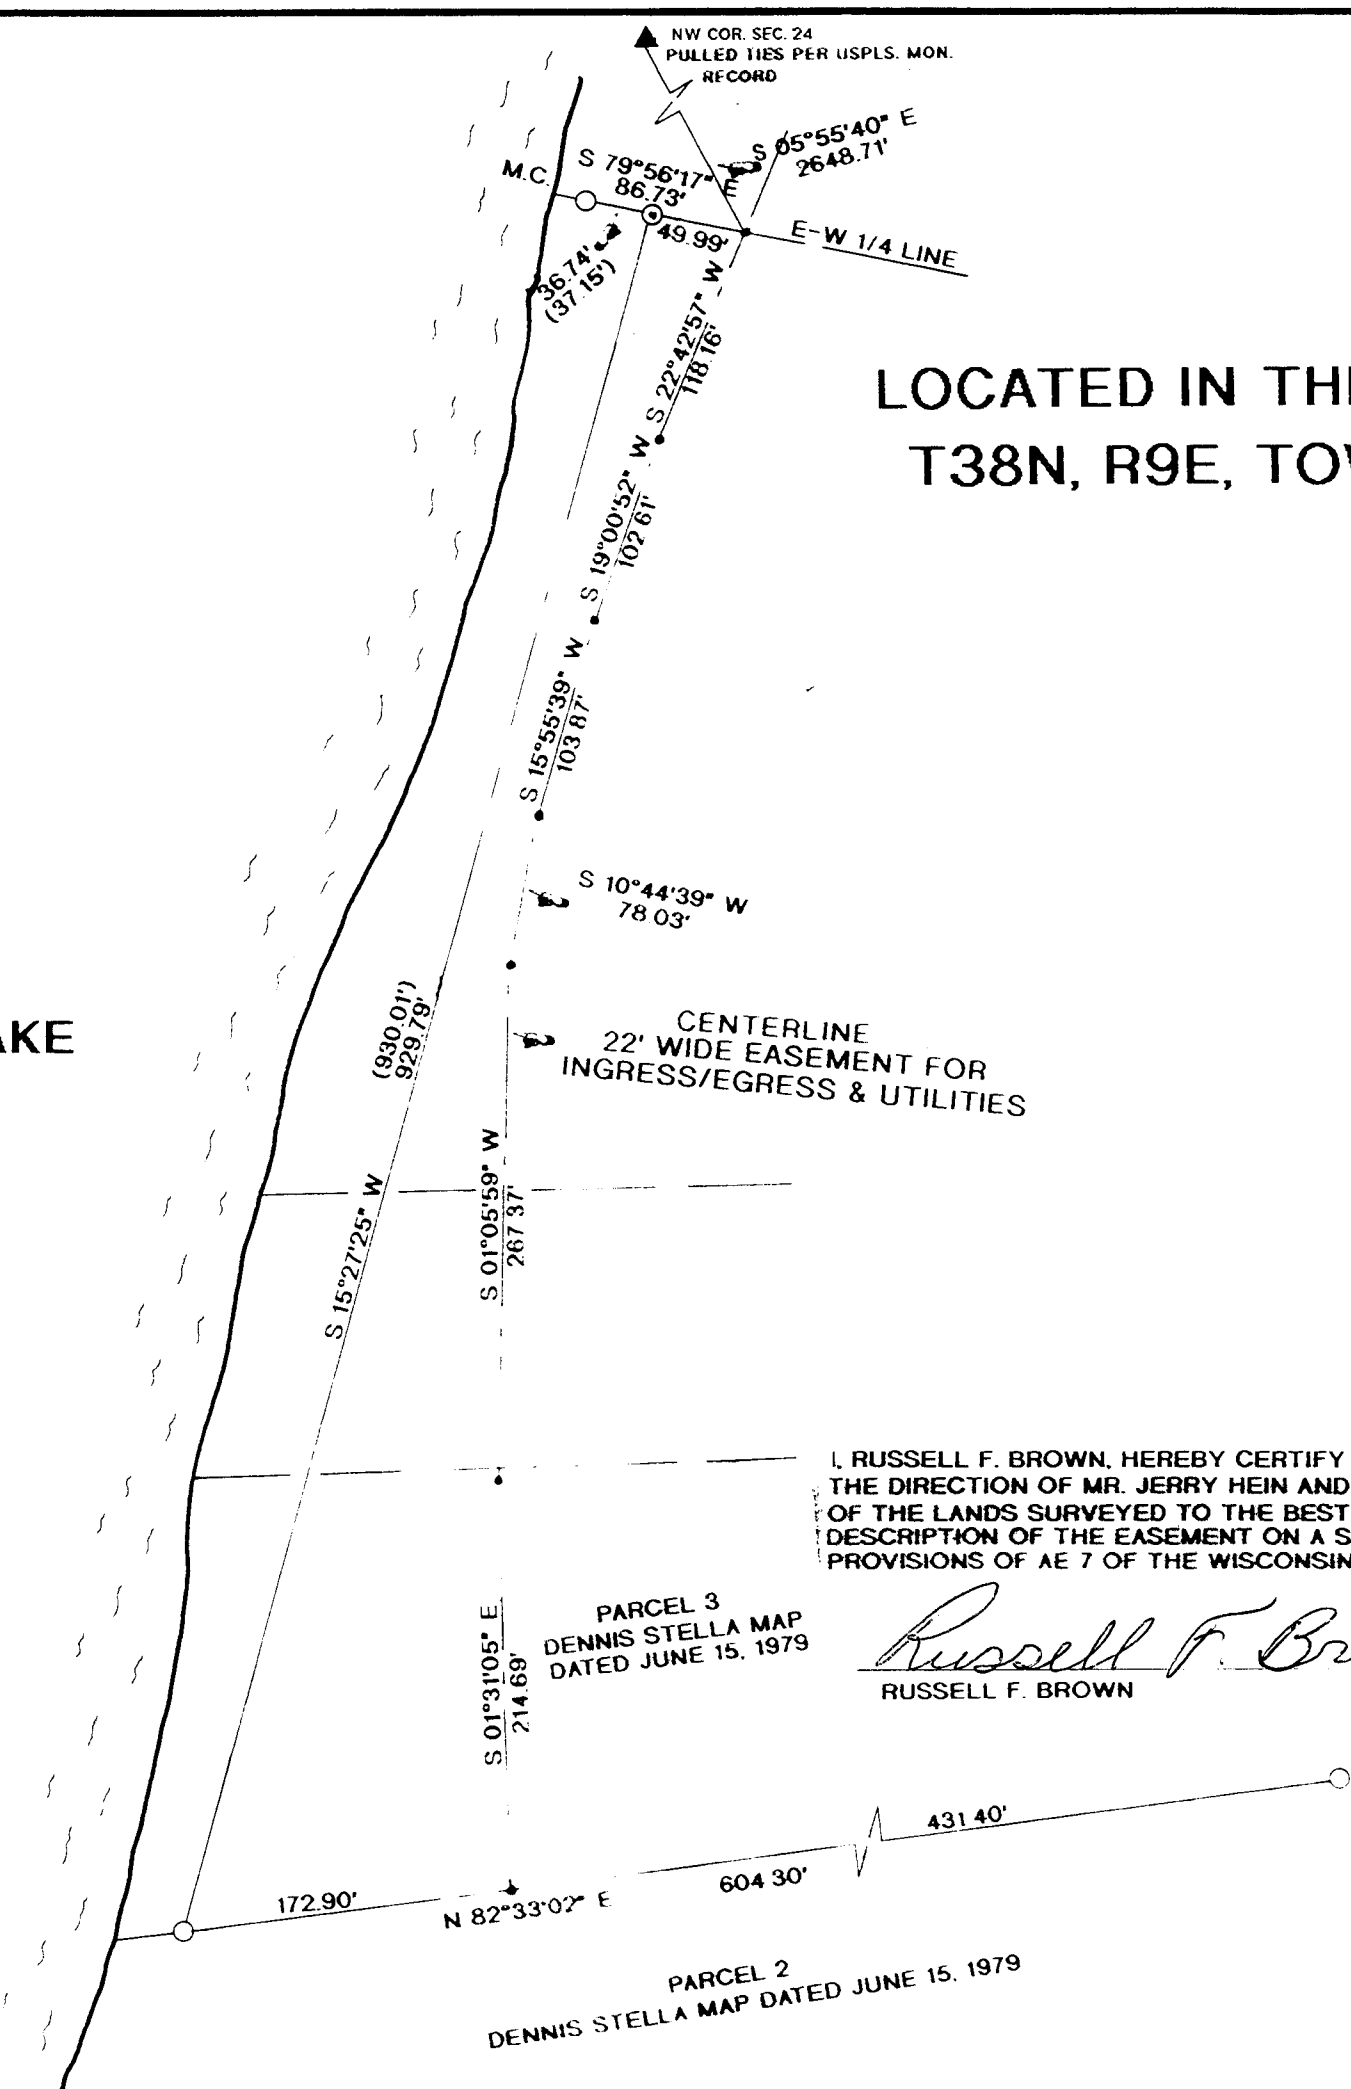 NW COR. SEC. 24
PULLED TIES PER USPLS. MON.
RECORD
S 05°55'40" E
2648.71'
M.C.
S 79°56'17" E
86.73'
49.99'
E-W 1/4 LINE
36.74'
(37.15')
S 22°42'57" W
118.16'
LOCATED IN TH
T38N, R9E, TO
S 19°00'52" W
102.61'
S 15°55'39" W
103.87'
S 10°44'39" W
78.03'
(930.01')
929.79'
AKE
CENTERLINE
22' WIDE EASEMENT FOR
INGRESS/EGRESS & UTILITIES
S 01°05'59" W
267.37'
S 15°27'25" W
I, RUSSELL F. BROWN, HEREBY CERTIFY
THE DIRECTION OF MR. JERRY HEIN AND
OF THE LANDS SURVEYED TO THE BEST
DESCRIPTION OF THE EASEMENT ON A S
PROVISIONS OF AE 7 OF THE WISCONSIN
PARCEL 3
DENNIS STELLA MAP
DATED JUNE 15, 1979
S 01°31'05" E
214.69'
Russell F. Br
RUSSELL F. BROWN
431.40'
604.30'
172.90'
N 82°33'02" E
PARCEL 2
DENNIS STELLA MAP DATED JUNE 15, 1979